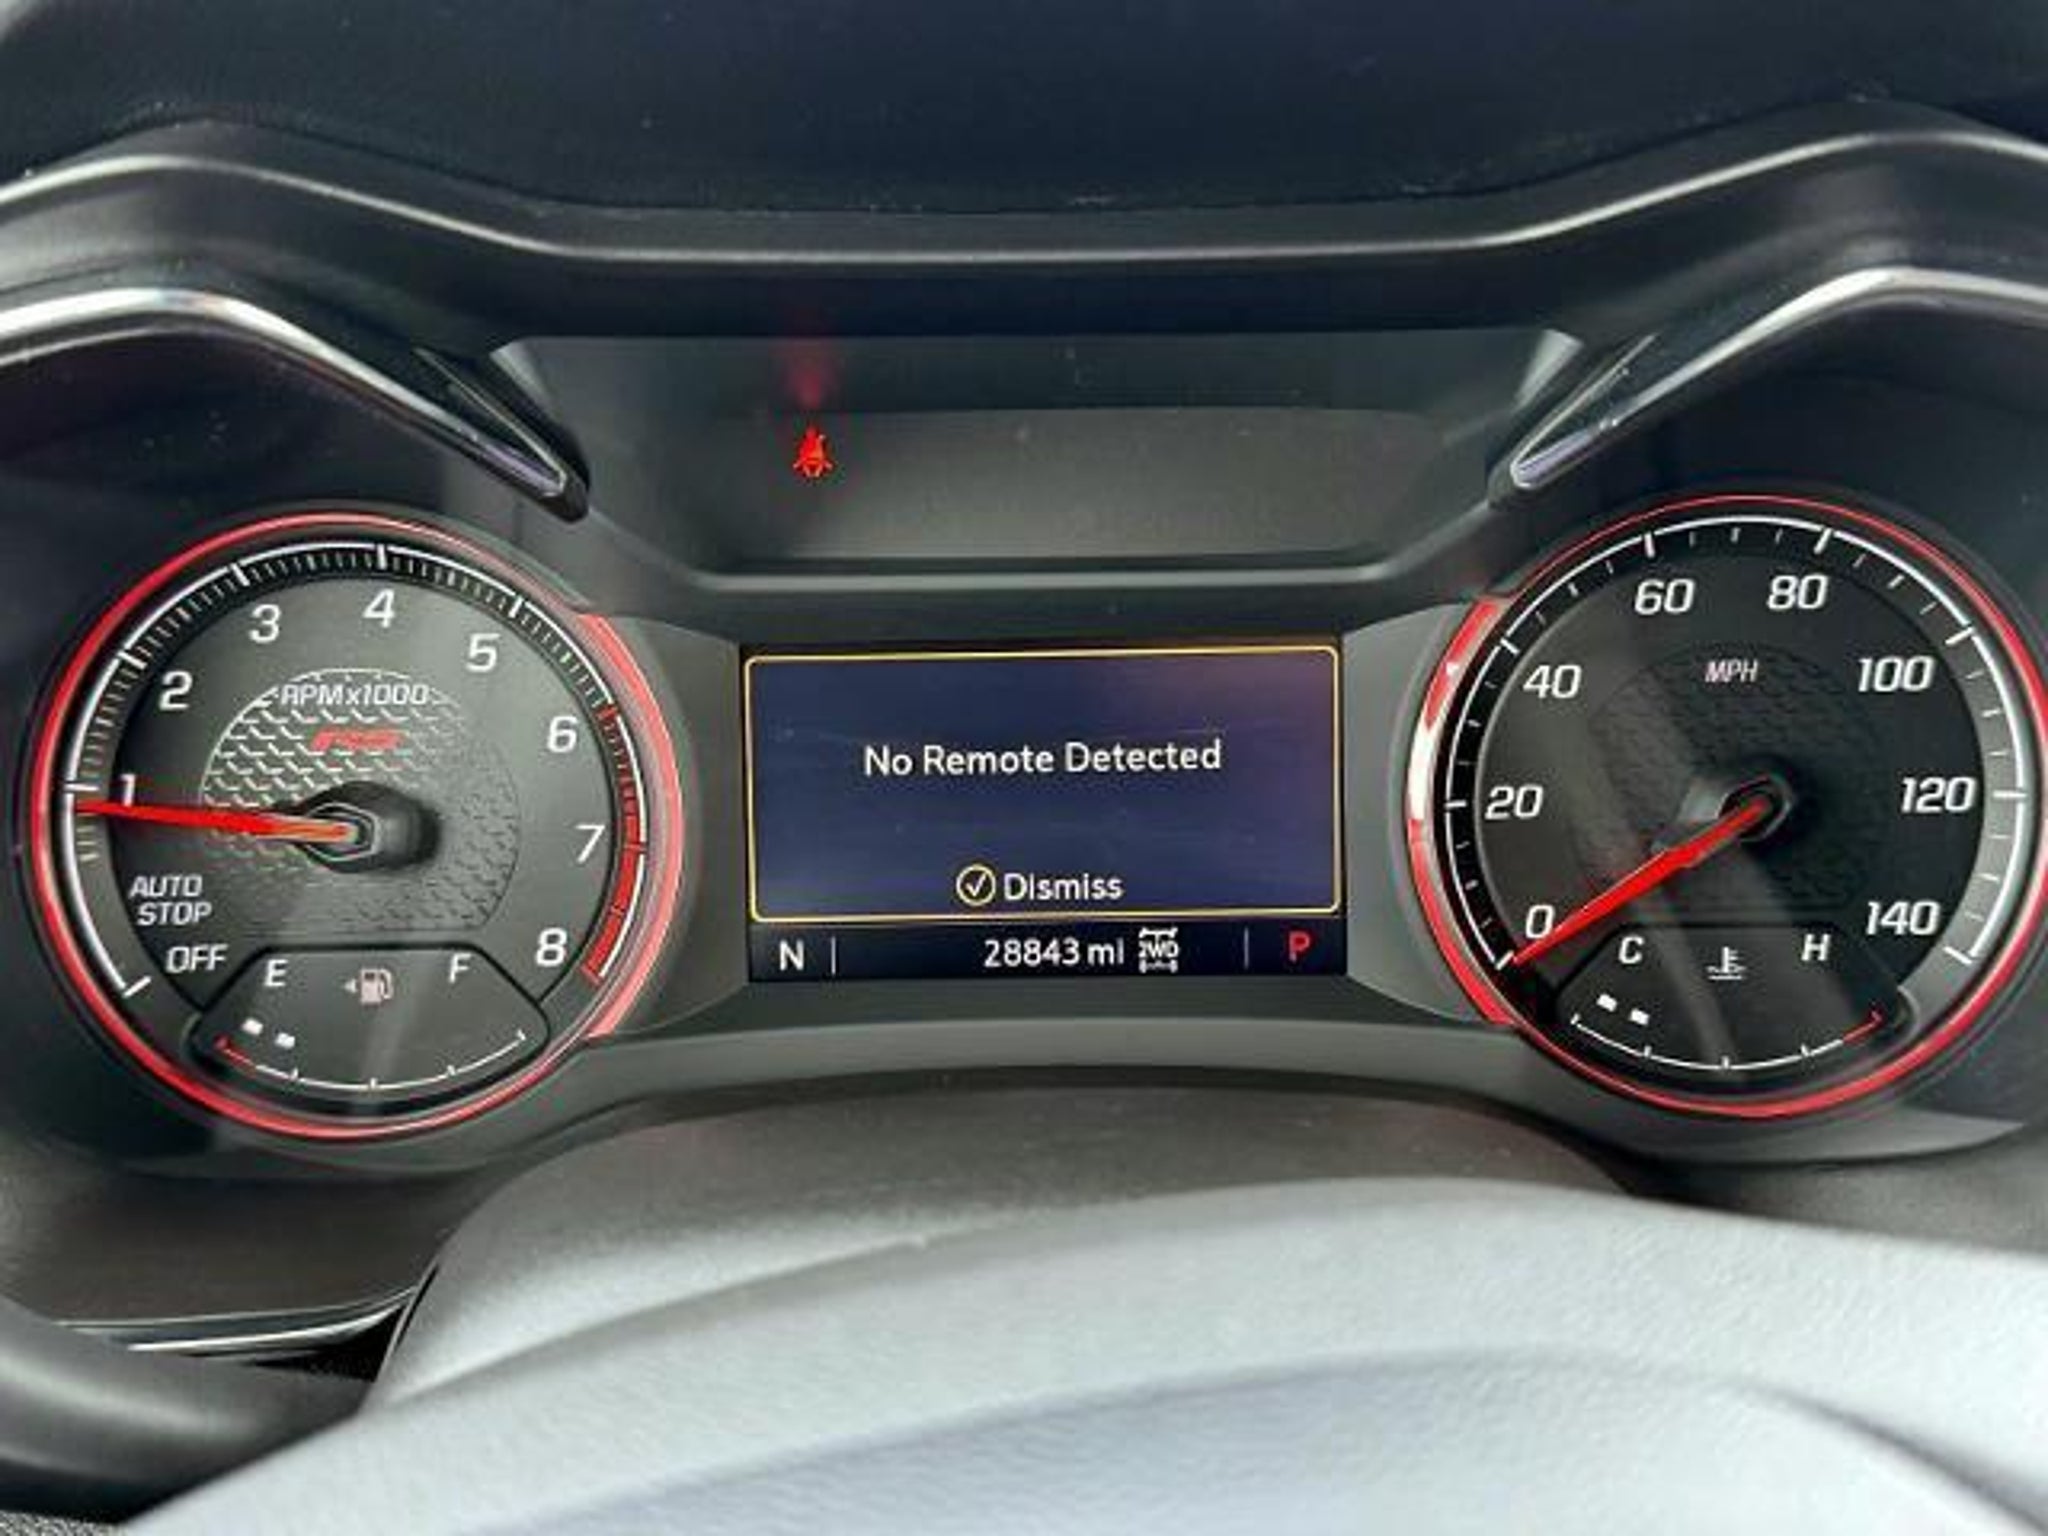 1
2
3
4
5
6
7
8
RPMx1000
AUTO
STOP
OFF
E
F
No Remote Detected
Dismiss
N
28843 mi
2WD
P
0
20
40
60
80
100
120
140
MPH
C
H